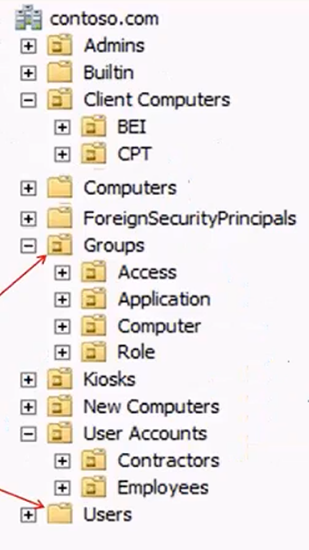 contoso.com
Admins
Builtin
Client Computers
BEI
CPT
Computers
ForeignSecurityPrincipals
Groups
Access
Application
Computer
Role
Kiosks
New Computers
User Accounts
Contractors
Employees
Users